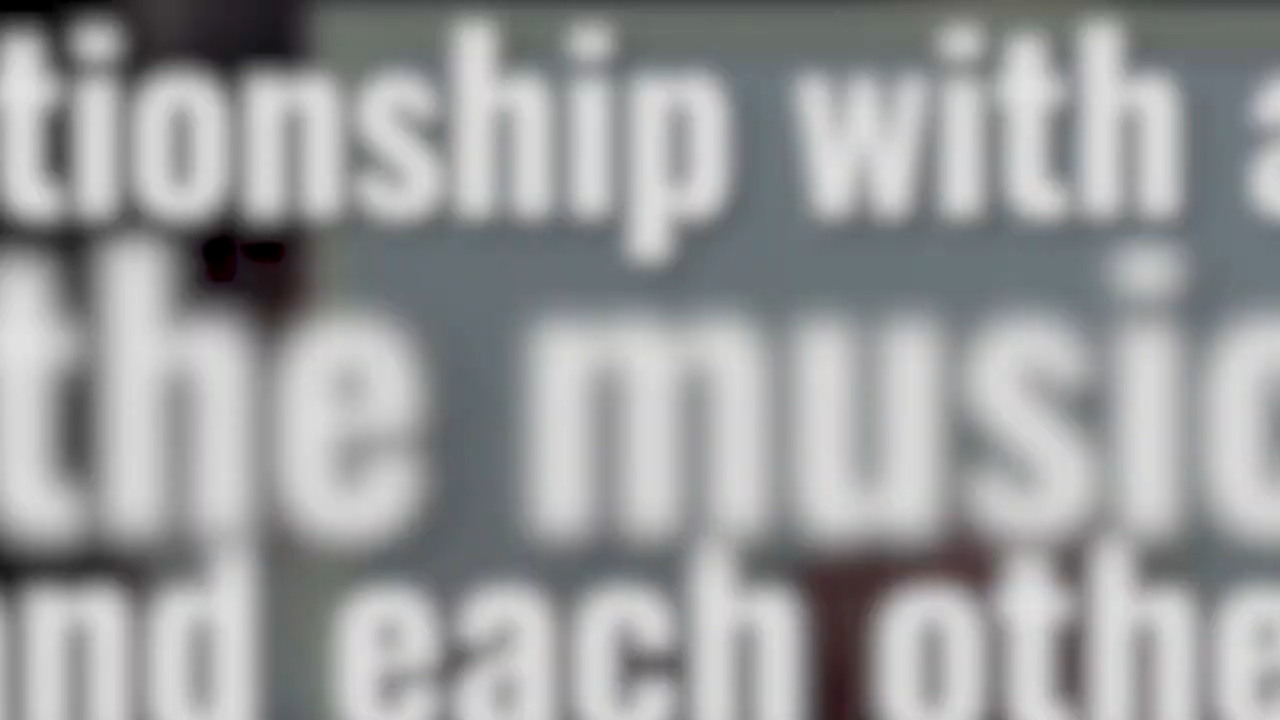 tionship with a
the music
nd each othe